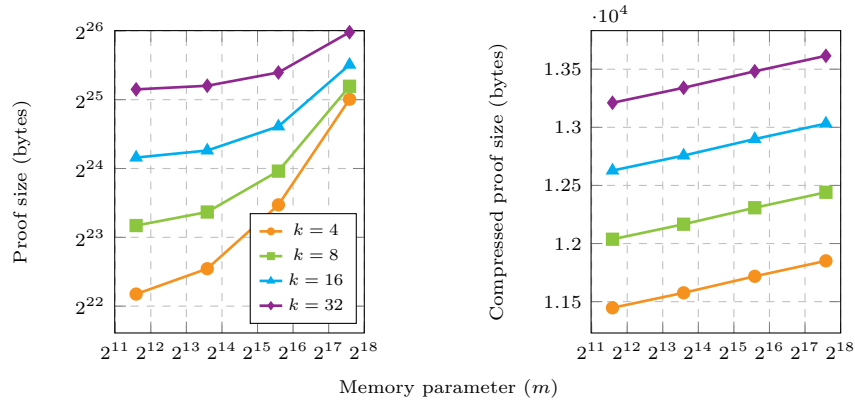 Proof size (bytes)
2^26
2^25
2^24
2^23
2^22
2^11 2^12 2^13 2^14 2^15 2^16 2^17 2^18
k = 4
k = 8
k = 16
k = 32
Compressed proof size (bytes)
·10^4
1.35
1.3
1.25
1.2
1.15
2^11 2^12 2^13 2^14 2^15 2^16 2^17 2^18
Memory parameter (m)